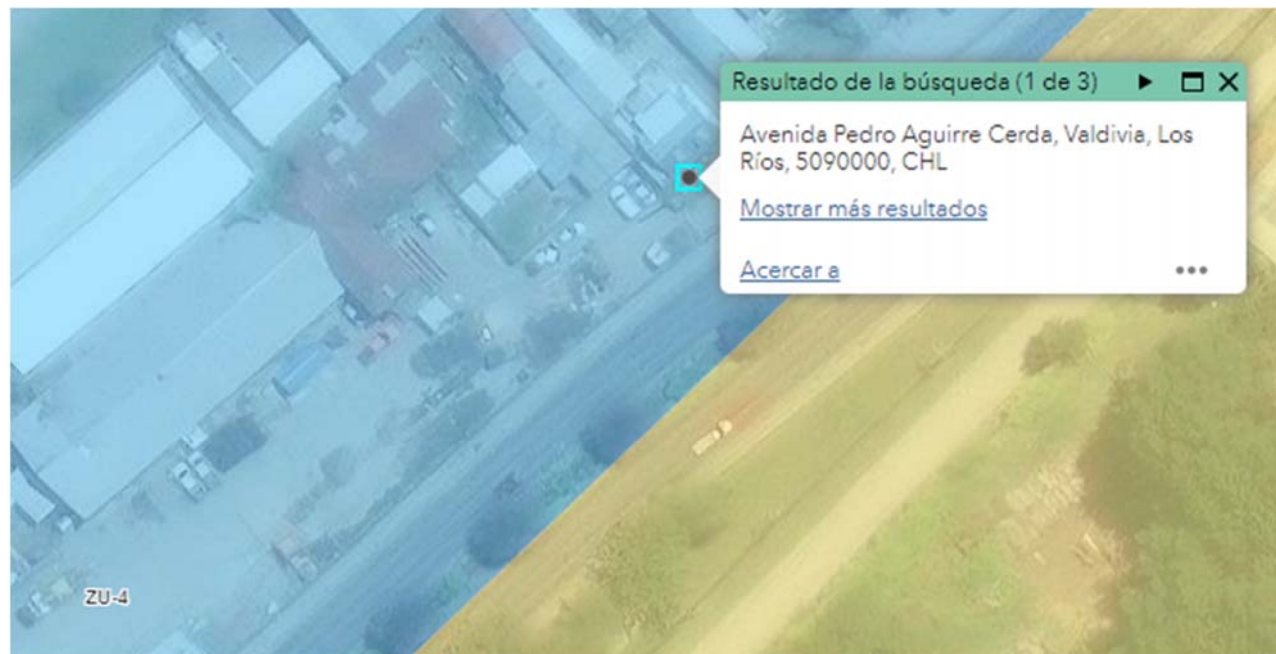 Resultado de la búsqueda (1 de 3)
Avenida Pedro Aguirre Cerda, Valdivia, Los
Ríos, 5090000, CHL
Mostrar más resultados
Acercar a
ZU-4